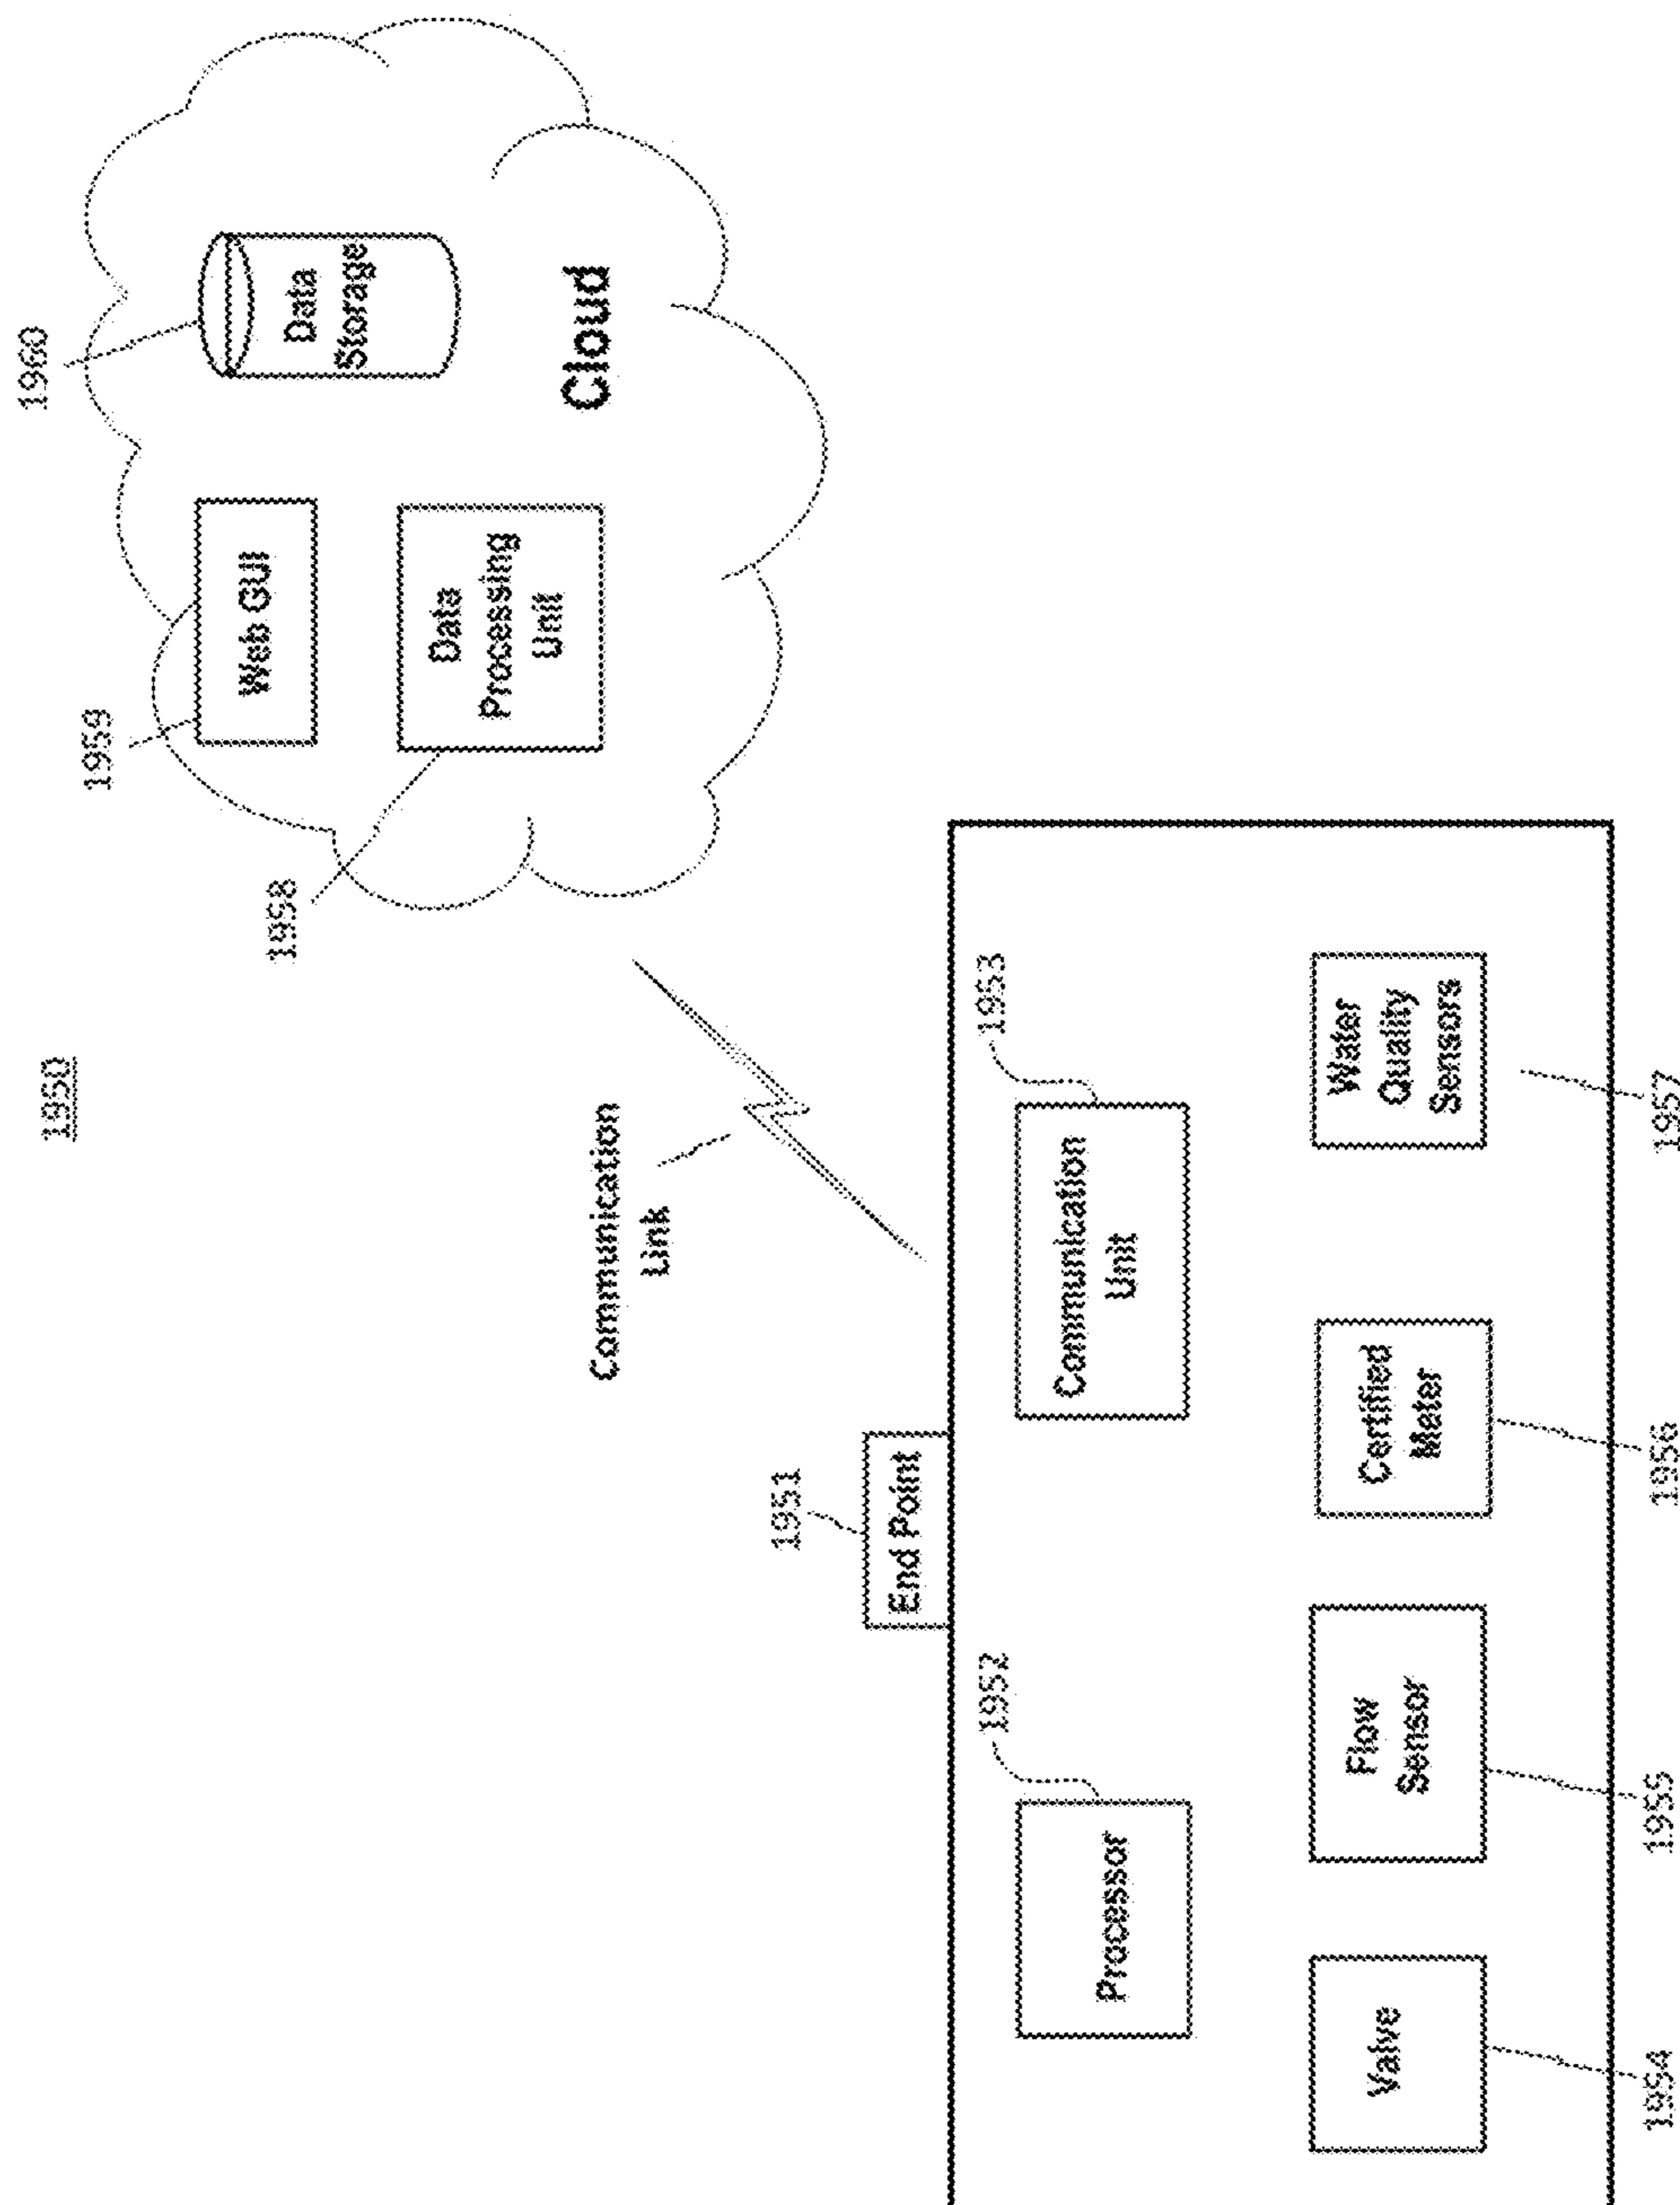 1950
1960
1959
Web GUI
Data
Storage
Data
Processing
Unit
Cloud
1958
Communication
Link
1951
End Point
1952
Processor
1953
Communication
Unit
Valve
Flow
Sensor
Certified
Meter
Water
Quality
Sensors
1954
1955
1956
1957